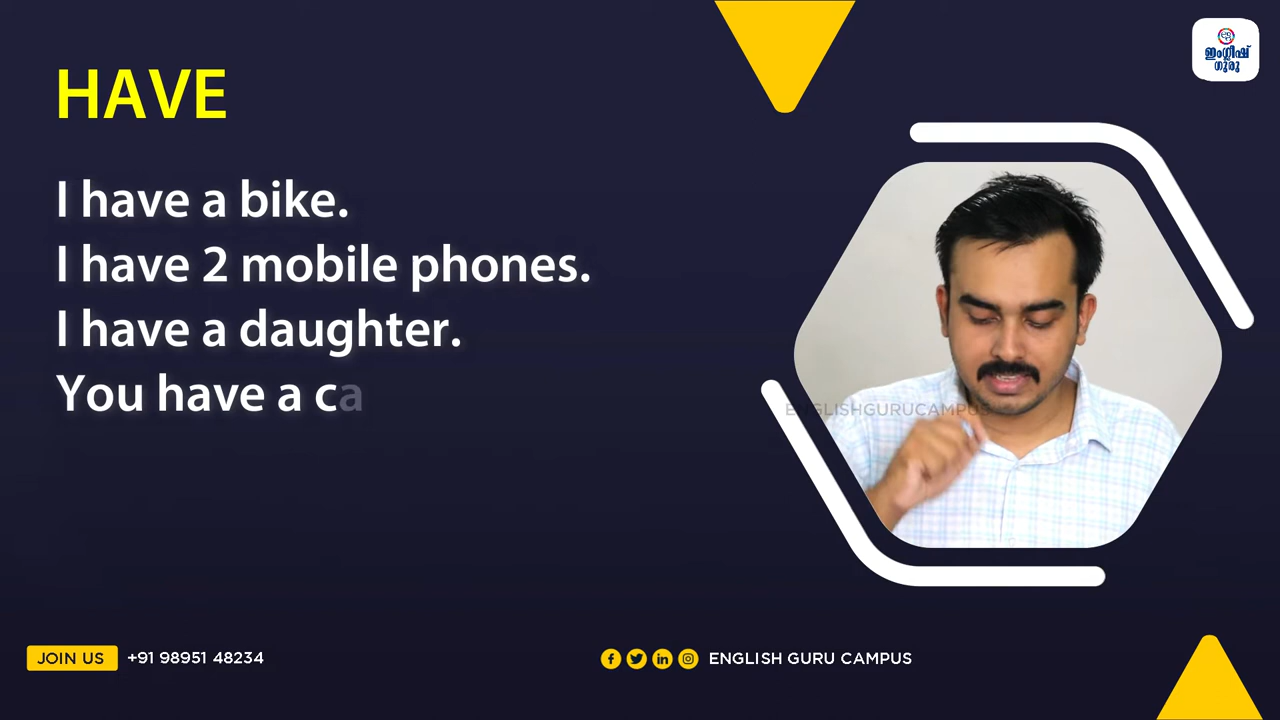 HAVE
ഇംഗ്ലീഷ്
ഗുരു
I have a bike.
I have 2 mobile phones.
I have a daughter.
You have a ca
ENGLISHGURUCAMPUS
JOIN US +91 98951 48234
ENGLISH GURU CAMPUS